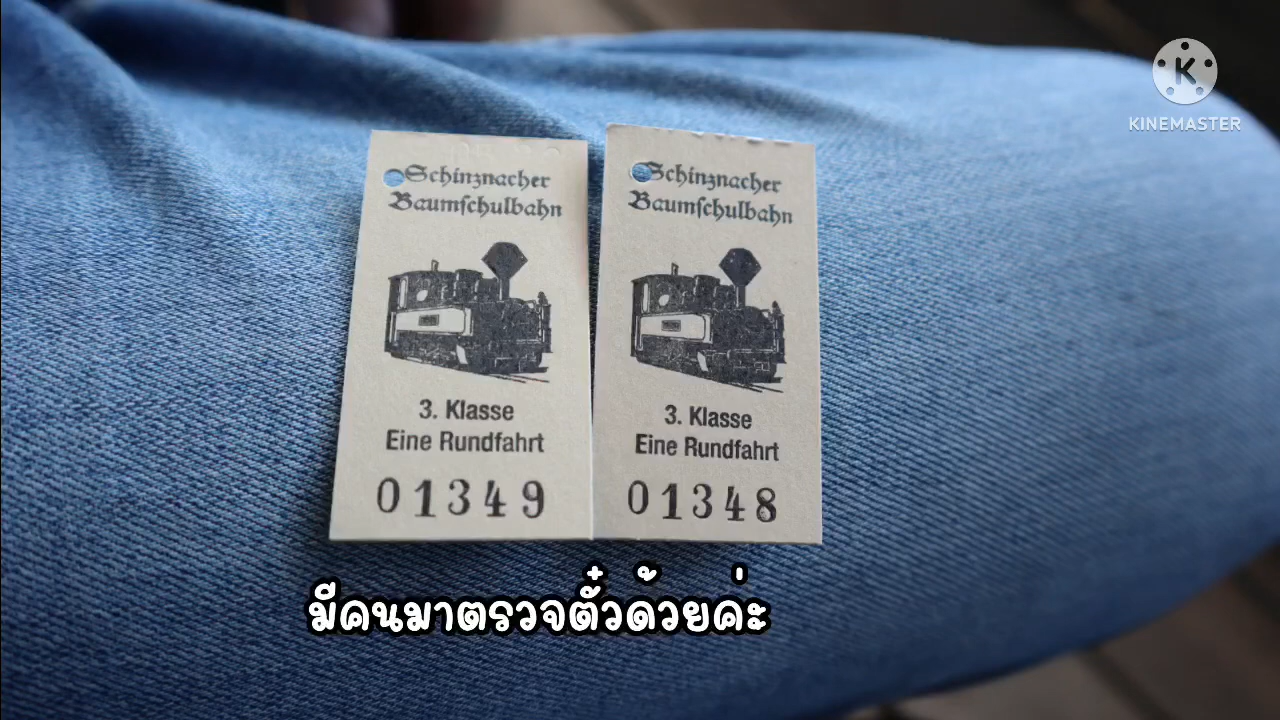 KINEMASTER
Schinznacher
Baumschulbahn
3. Klasse
Eine Rundfahrt
01349
Schinznacher
Baumschulbahn
3. Klasse
Eine Rundfahrt
01348
มีคนมาตรวจตั๋วด้วยค่ะ